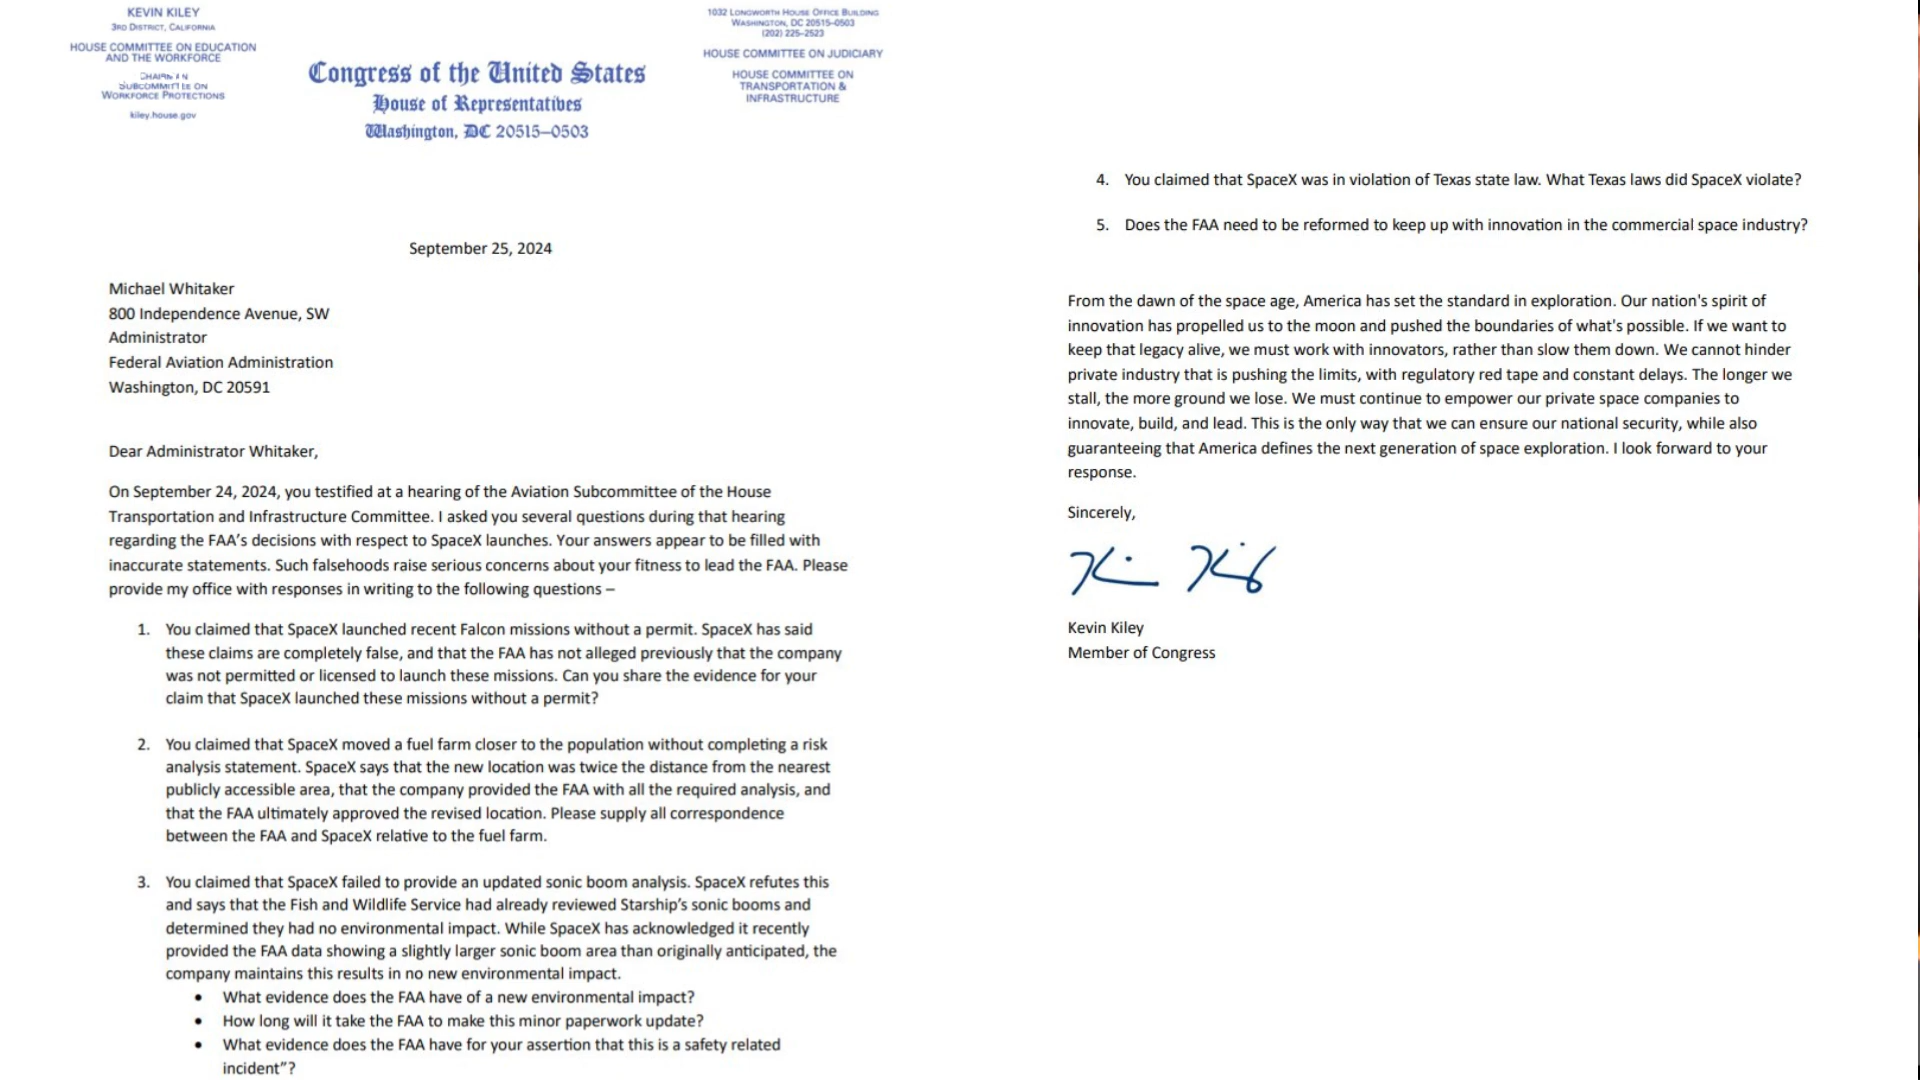 KEVIN KILEY
3RD DISTRICT, CALIFORNIA
HOUSE COMMITTEE ON EDUCATION
AND THE WORKFORCE
SUBCOMMITTEE ON
WORKFORCE PROTECTIONS
kiley.house.gov
Congress of the United States
House of Representatives
Washington, DC 20515–0503
1032 LONGWORTH HOUSE OFFICE BUILDING
WASHINGTON, DC 20515–0503
(202) 225–2523
HOUSE COMMITTEE ON JUDICIARY
HOUSE COMMITTEE ON
TRANSPORTATION &
INFRASTRUCTURE
September 25, 2024
Michael Whitaker
800 Independence Avenue, SW
Administrator
Federal Aviation Administration
Washington, DC 20591
Dear Administrator Whitaker,
On September 24, 2024, you testified at a hearing of the Aviation Subcommittee of the House
Transportation and Infrastructure Committee. I asked you several questions during that hearing
regarding the FAA’s decisions with respect to SpaceX launches. Your answers appear to be filled with
inaccurate statements. Such falsehoods raise serious concerns about your fitness to lead the FAA. Please
provide my office with responses in writing to the following questions –
1. You claimed that SpaceX launched recent Falcon missions without a permit. SpaceX has said
these claims are completely false, and that the FAA has not alleged previously that the company
was not permitted or licensed to launch these missions. Can you share the evidence for your
claim that SpaceX launched these missions without a permit?
2. You claimed that SpaceX moved a fuel farm closer to the population without completing a risk
analysis statement. SpaceX says that the new location was twice the distance from the nearest
publicly accessible area, that the company provided the FAA with all the required analysis, and
that the FAA ultimately approved the revised location. Please supply all correspondence
between the FAA and SpaceX relative to the fuel farm.
3. You claimed that SpaceX failed to provide an updated sonic boom analysis. SpaceX refutes this
and says that the Fish and Wildlife Service had already reviewed Starship’s sonic booms and
determined they had no environmental impact. While SpaceX has acknowledged it recently
provided the FAA data showing a slightly larger sonic boom area than originally anticipated, the
company maintains this results in no new environmental impact.
• What evidence does the FAA have of a new environmental impact?
• How long will it take the FAA to make this minor paperwork update?
• What evidence does the FAA have for your assertion that this is a safety related
incident”?
4. You claimed that SpaceX was in violation of Texas state law. What Texas laws did SpaceX violate?
5. Does the FAA need to be reformed to keep up with innovation in the commercial space industry?
From the dawn of the space age, America has set the standard in exploration. Our nation's spirit of
innovation has propelled us to the moon and pushed the boundaries of what's possible. If we want to
keep that legacy alive, we must work with innovators, rather than slow them down. We cannot hinder
private industry that is pushing the limits, with regulatory red tape and constant delays. The longer we
stall, the more ground we lose. We must continue to empower our private space companies to
innovate, build, and lead. This is the only way that we can ensure our national security, while also
guaranteeing that America defines the next generation of space exploration. I look forward to your
response.
Sincerely,
Kevin Kiley
Member of Congress